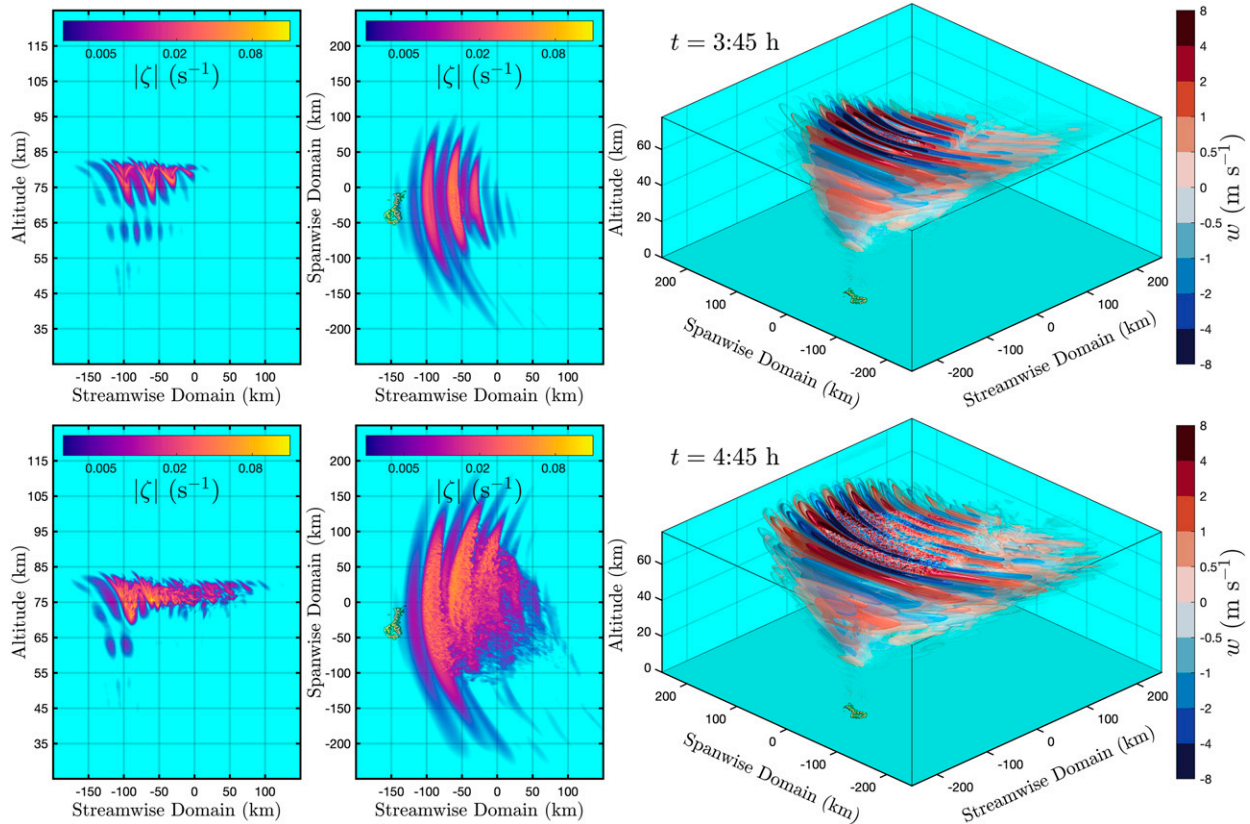 0.005 0.02 0.08
|ζ| (s⁻¹)
115
105
95
85
75
65
55
45
35
Altitude (km)
-150 -100 -50 0 50 100
Streamwise Domain (km)
0.005 0.02 0.08
|ζ| (s⁻¹)
200
150
100
50
0
-50
-100
-150
-200
Spanwise Domain (km)
-150 -100 -50 0 50 100
Streamwise Domain (km)
t = 3:45 h
60
40
20
0
Altitude (km)
200 100 0 -100 -200
Spanwise Domain (km)
-200 -100 0 100 200
Streamwise Domain (km)
8
4
2
1
0.5
0
-0.5
-1
-2
-4
-8
w (m s⁻¹)
0.005 0.02 0.08
|ζ| (s⁻¹)
115
105
95
85
75
65
55
45
35
Altitude (km)
-150 -100 -50 0 50 100
Streamwise Domain (km)
0.005 0.02 0.08
|ζ| (s⁻¹)
200
150
100
50
0
-50
-100
-150
-200
Spanwise Domain (km)
-150 -100 -50 0 50 100
Streamwise Domain (km)
t = 4:45 h
60
40
20
0
Altitude (km)
200 100 0 -100 -200
Spanwise Domain (km)
-200 -100 0 100 200
Streamwise Domain (km)
8
4
2
1
0.5
0
-0.5
-1
-2
-4
-8
w (m s⁻¹)